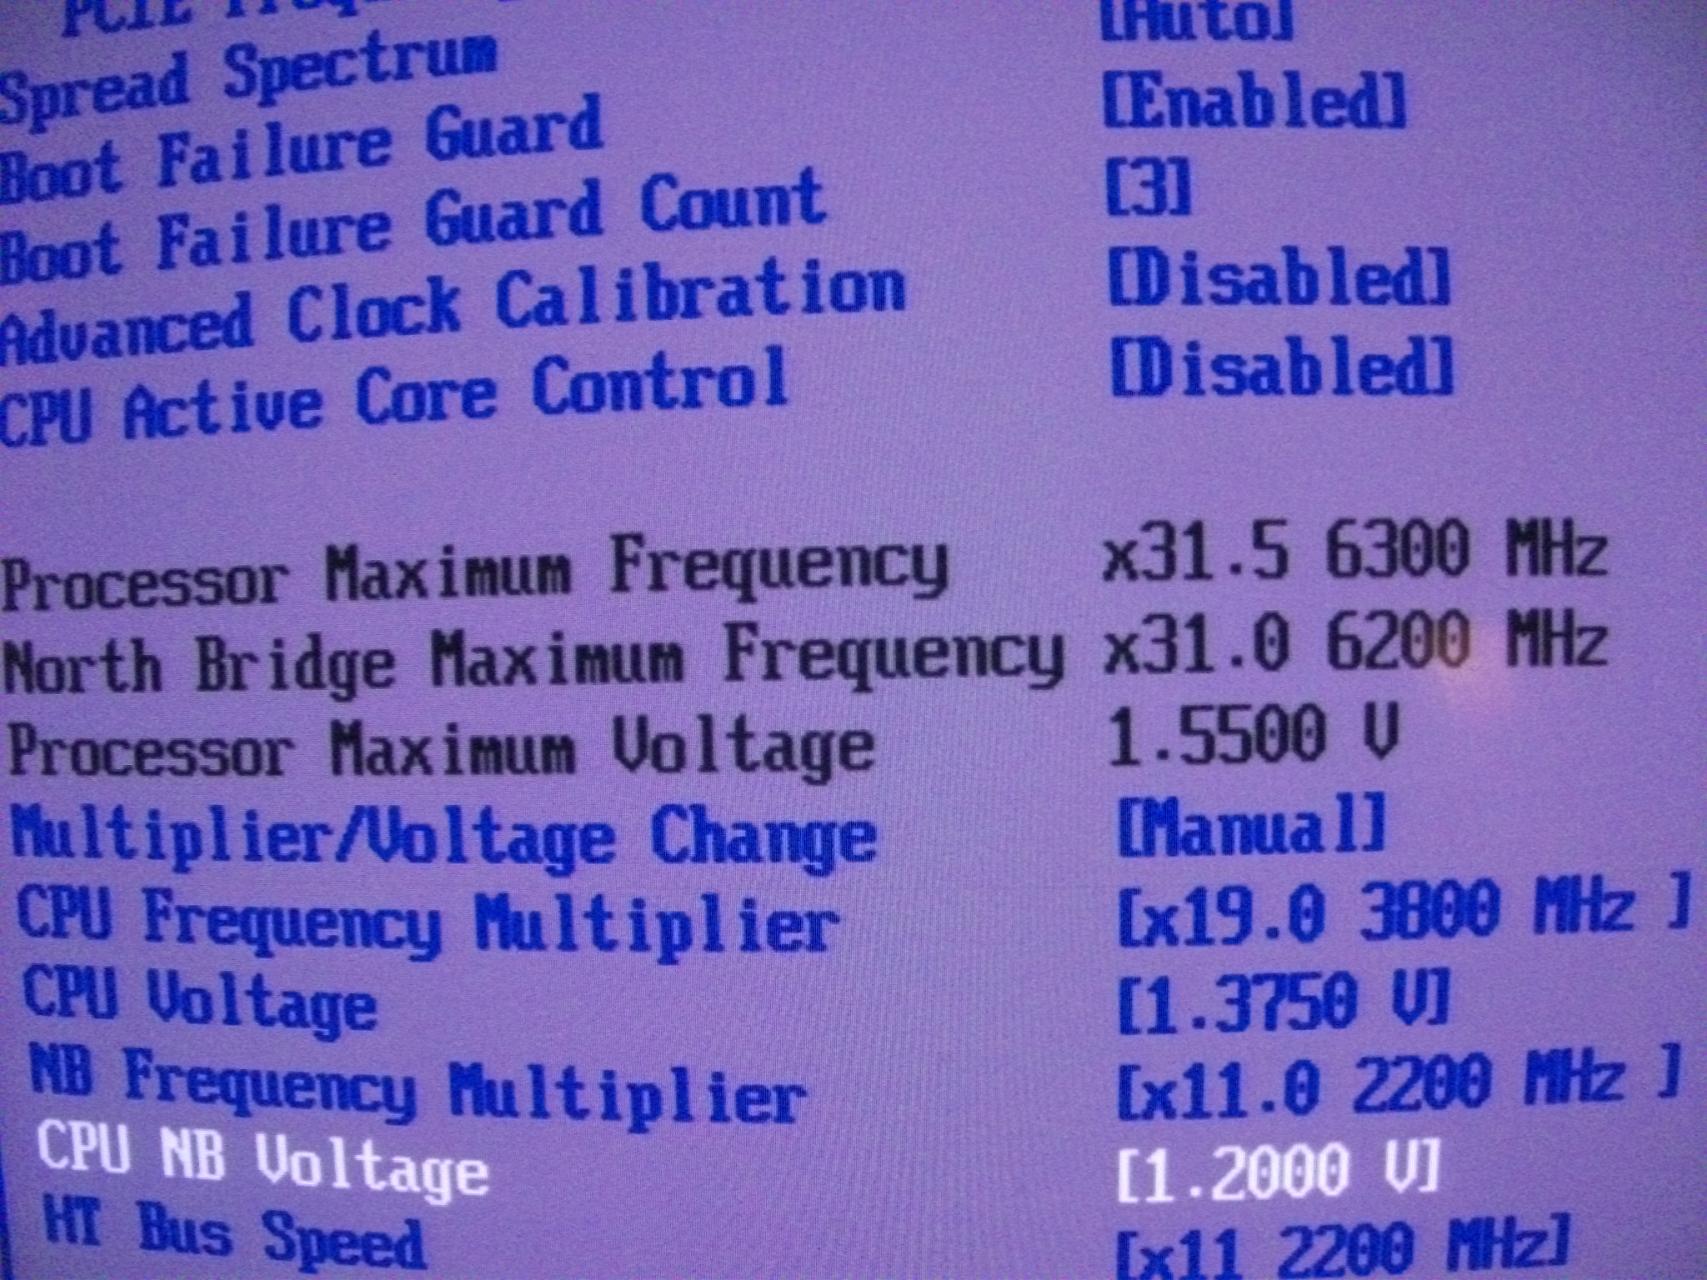 Spread Spectrum [Auto]
Boot Failure Guard [Enabled]
Boot Failure Guard Count [3]
Advanced Clock Calibration [Disabled]
CPU Active Core Control [Disabled]
Processor Maximum Frequency x31.5 6300 MHz
North Bridge Maximum Frequency x31.0 6200 MHz
Processor Maximum Voltage 1.5500 V
Multiplier/Voltage Change [Manual]
CPU Frequency Multiplier [x19.0 3800 MHz ]
CPU Voltage [1.3750 V]
NB Frequency Multiplier [x11.0 2200 MHz ]
CPU NB Voltage [1.2000 V]
HT Bus Speed [x11 2200 MHz]